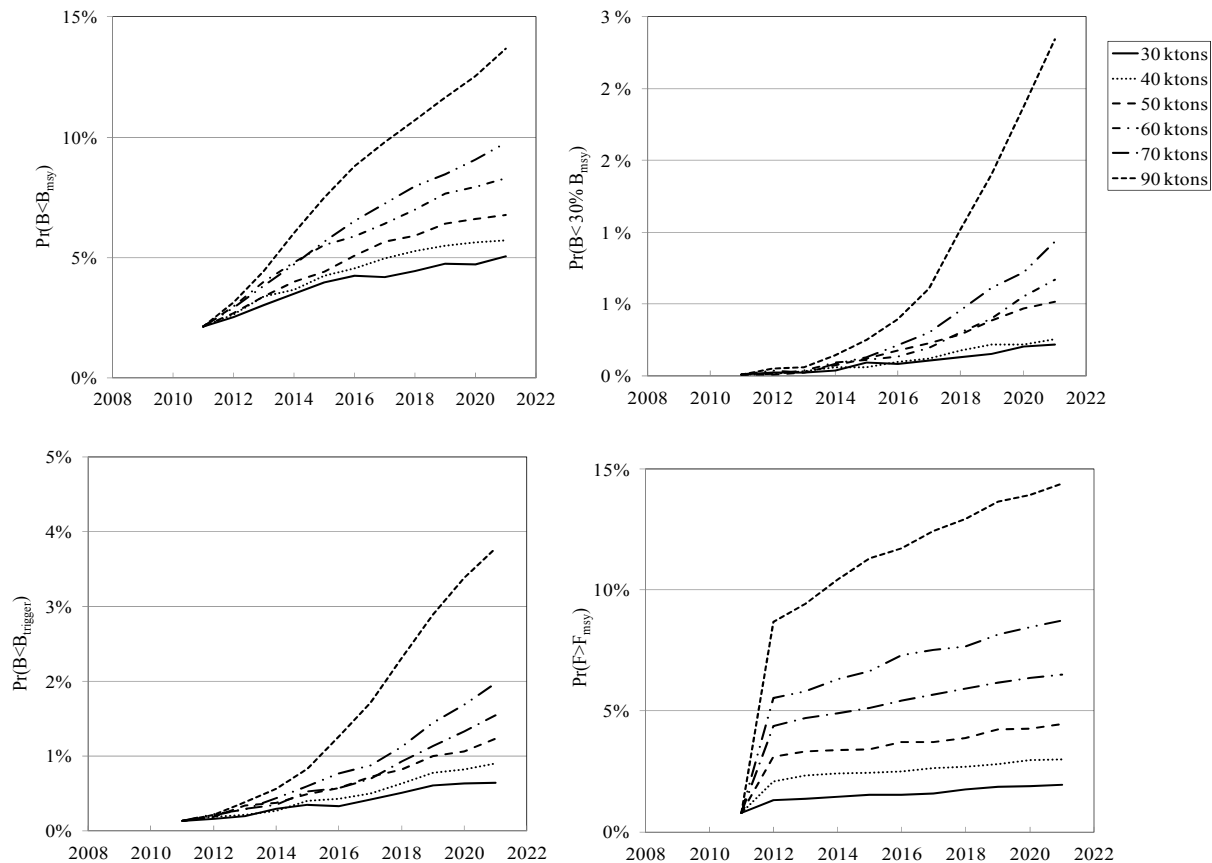 15%
10%
5%
0%
2008 2010 2012 2014 2016 2018 2020 2022
Pr(B<Bmsy)
3 %
2 %
2 %
1 %
1 %
0 %
2008 2010 2012 2014 2016 2018 2020 2022
Pr(B< 30% Bmsy)
30 ktons
40 ktons
50 ktons
60 ktons
70 ktons
90 ktons
5%
4%
3%
2%
1%
0%
2008 2010 2012 2014 2016 2018 2020 2022
Pr(B<Btrigger)
15%
10%
5%
0%
2008 2010 2012 2014 2016 2018 2020 2022
Pr(F>Fmsy)